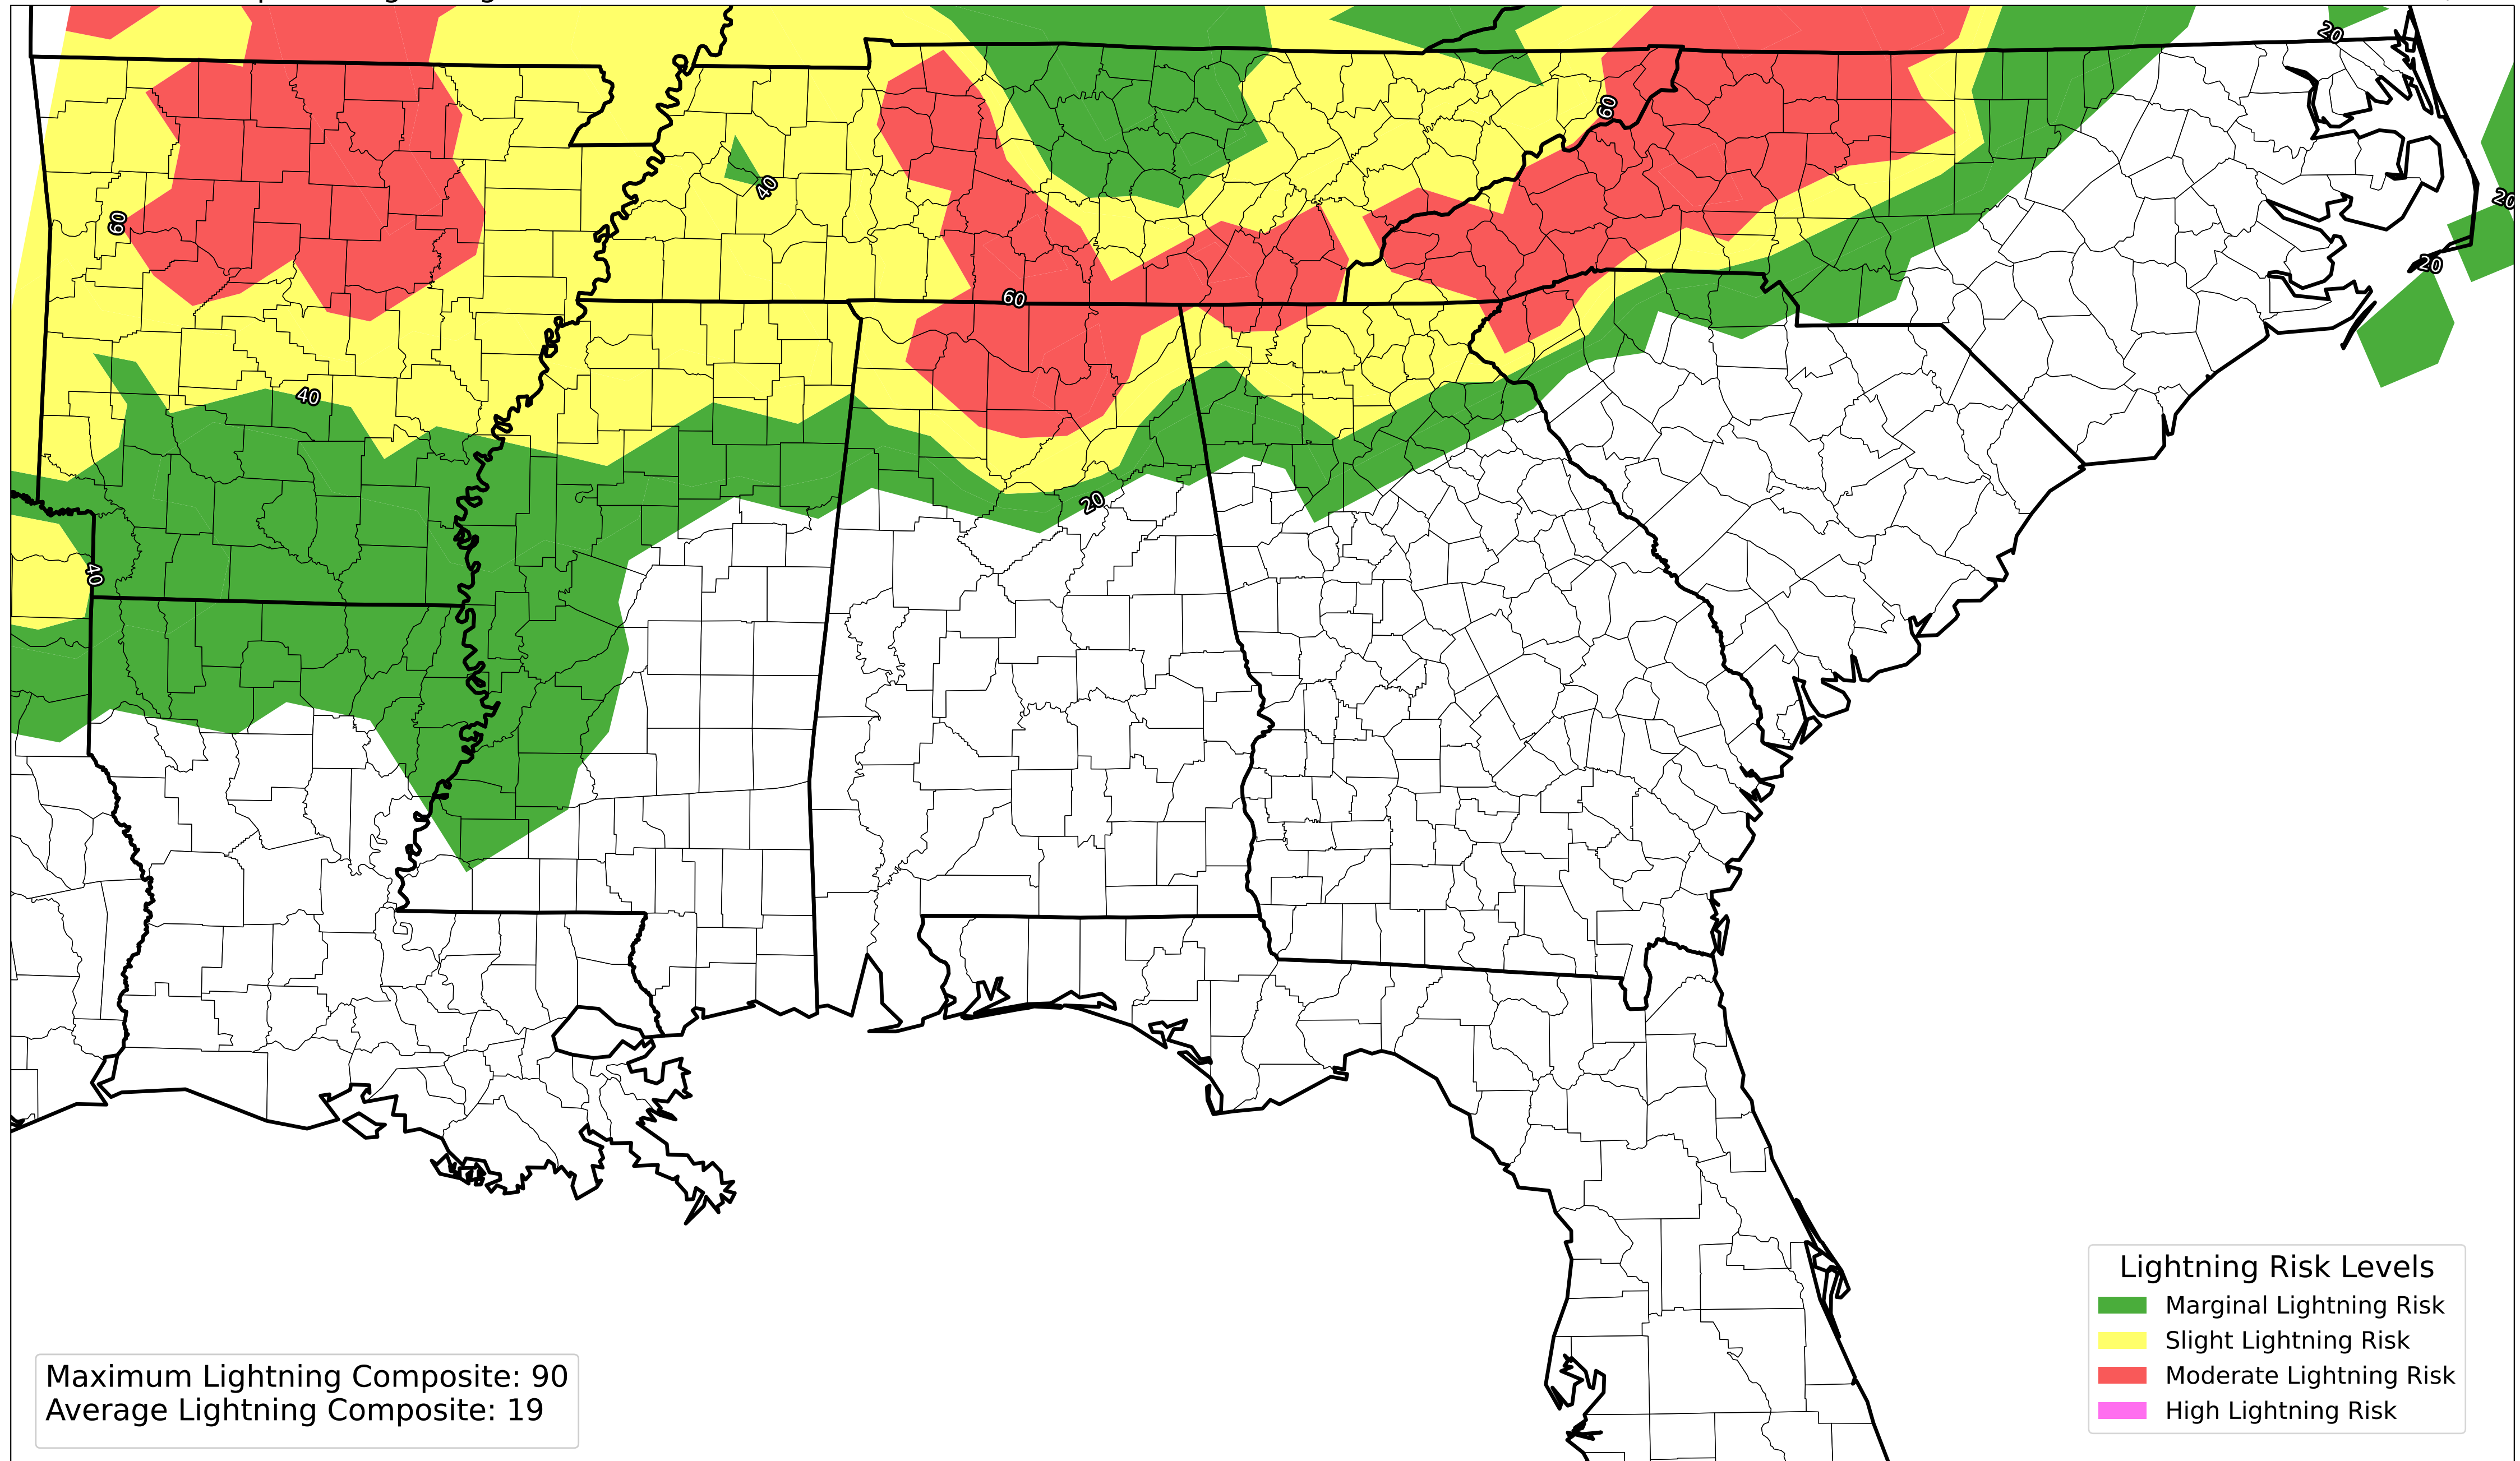 20
60
40
20
60
20
60
40
20
40
Lightning Risk Levels
Marginal Lightning Risk
Slight Lightning Risk
Moderate Lightning Risk
High Lightning Risk
Maximum Lightning Composite: 90
Average Lightning Composite: 19